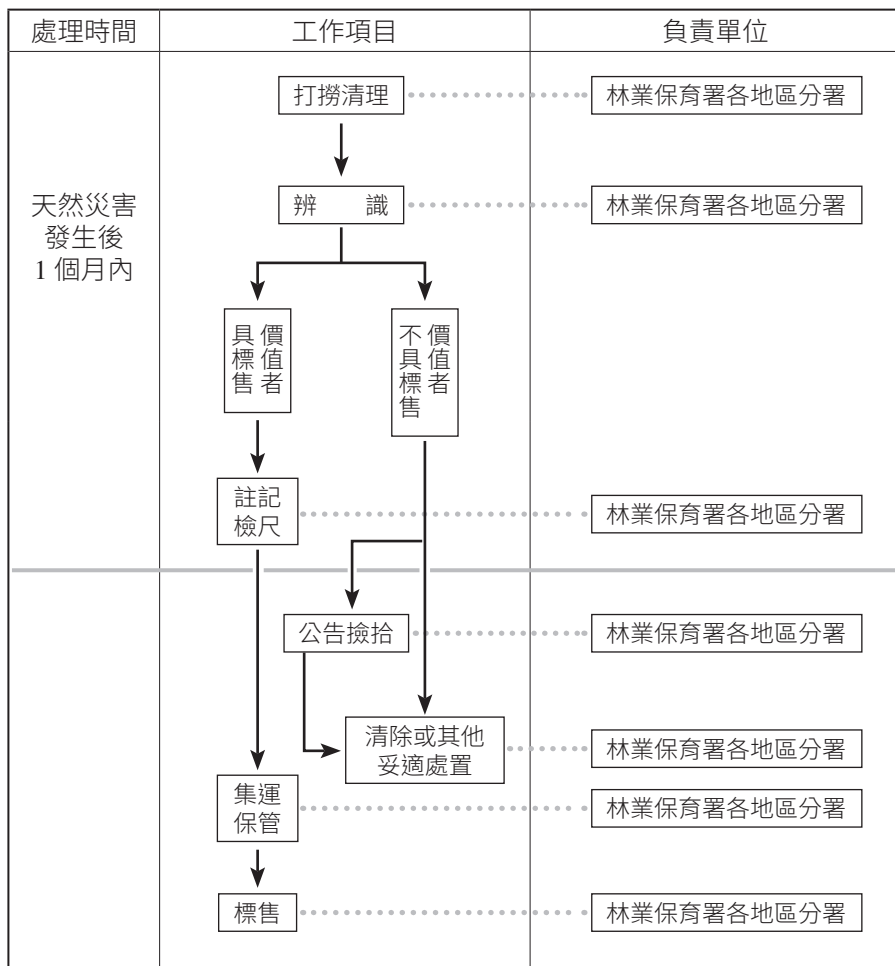 處理時間
工作項目
負責單位
打撈清理
林業保育署各地區分署
天然災害
發生後
1 個月內
辨 識
林業保育署各地區分署
具標售
價值者
不具標售
價值者
註記
檢尺
林業保育署各地區分署
公告撿拾
林業保育署各地區分署
清除或其他
妥適處置
林業保育署各地區分署
集運
保管
林業保育署各地區分署
標售
林業保育署各地區分署